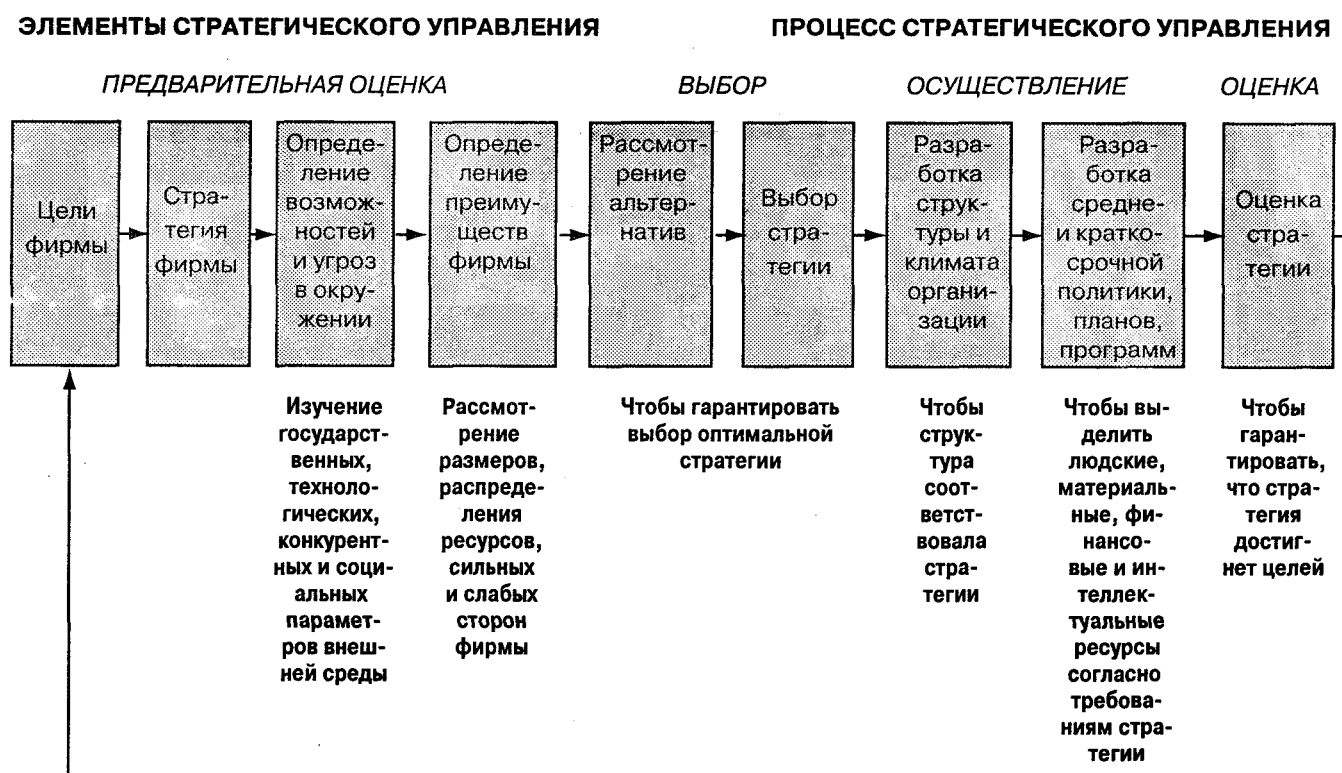 ЭЛЕМЕНТЫ СТРАТЕГИЧЕСКОГО УПРАВЛЕНИЯ
ПРОЦЕСС СТРАТЕГИЧЕСКОГО УПРАВЛЕНИЯ
ПРЕДВАРИТЕЛЬНАЯ ОЦЕНКА
ВЫБОР
ОСУЩЕСТВЛЕНИЕ
ОЦЕНКА
Цели
фирмы
Стра-
тегия
фирмы
Опреде-
ление
возмож-
ностей
и угроз
в окру-
жении
Опреде-
ление
преиму-
ществ
фирмы
Рассмот-
рение
альтер-
натив
Выбор
стра-
тегии
Разра-
ботка
струк-
туры и
климата
органи-
зации
Разра-
ботка
средне-
и кратко-
срочной
политики,
планов,
программ
Оценка
стра-
тегии
Изучение
государст-
венных,
техноло-
гических,
конкурент-
ных и соци-
альных
парамет-
ров внеш-
ней среды
Рассмот-
рение
размеров,
распреде-
ления
ресурсов,
сильных
и слабых
сторон
фирмы
Чтобы гарантировать
выбор оптимальной
стратегии
Чтобы
струк-
тура
соот-
ветст-
вовала
стра-
тегии
Чтобы вы-
делить
людские,
материаль-
ные, фи-
нансо-
вые и ин-
теллек-
туальные
ресурсы
согласно
требова-
ниям стра-
тегии
Чтобы
гаран-
тировать,
что стра-
тегия
достиг-
нет целей